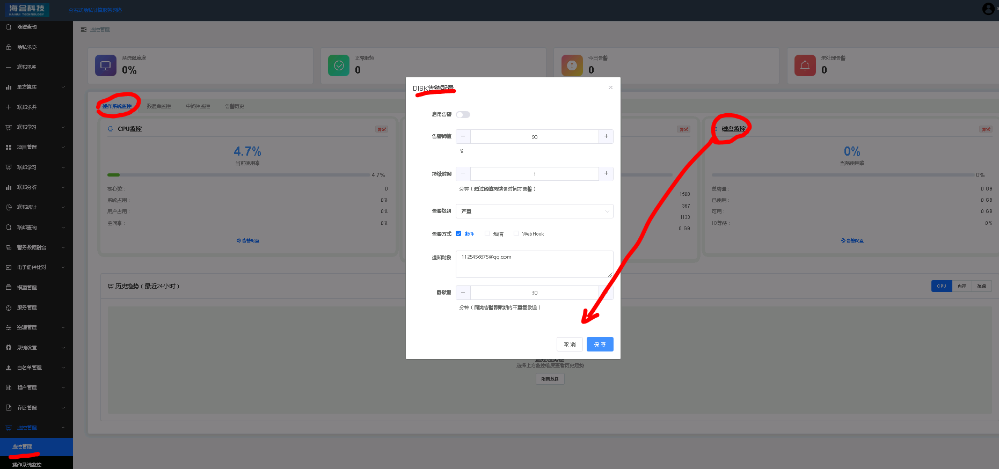 海会科技
HAIHUI TECHNOLOGY
分布式隐私计算服务网络
隐匿查询
隐私求交
联邦求差
单方算法
联邦求并
联邦学习
项目管理
联邦学习
联邦分析
联邦统计
联邦查询
警务数据融合
电子证件比对
模型管理
服务管理
资源管理
系统设置
白名单管理
租户管理
存证管理
监控管理
监控管理
操作系统监控
监控管理
系统健康度
0%
正常服务
0
今日告警
0
未处理告警
0
操作系统监控
数据库监控
中间件监控
告警历史
CPU监控
异常
4.7%
当前使用率
4.7%
核心数：
0
系统占用：
0%
用户占用：
0%
空闲率：
0%
告警配置
异常
1500
367
1133
0 GB
磁盘监控
异常
0%
当前使用率
0%
总容量：
0 GB
已使用：
0 GB
可用：
0 GB
IO等待：
0%
告警配置
历史趋势（最近24小时）
CPU
内存
磁盘
监控趋势图
选择上方监控维度查看历史趋势
刷新数据
DISK告警配置
启用告警
告警阈值
90
%
持续时间
1
分钟（超过阈值持续该时间才告警）
告警级别
严重
告警方式
邮件
短信
WebHook
通知对象
1125456875@qq.com
静默期
30
分钟（同类告警静默期内不重复发送）
取 消
保 存